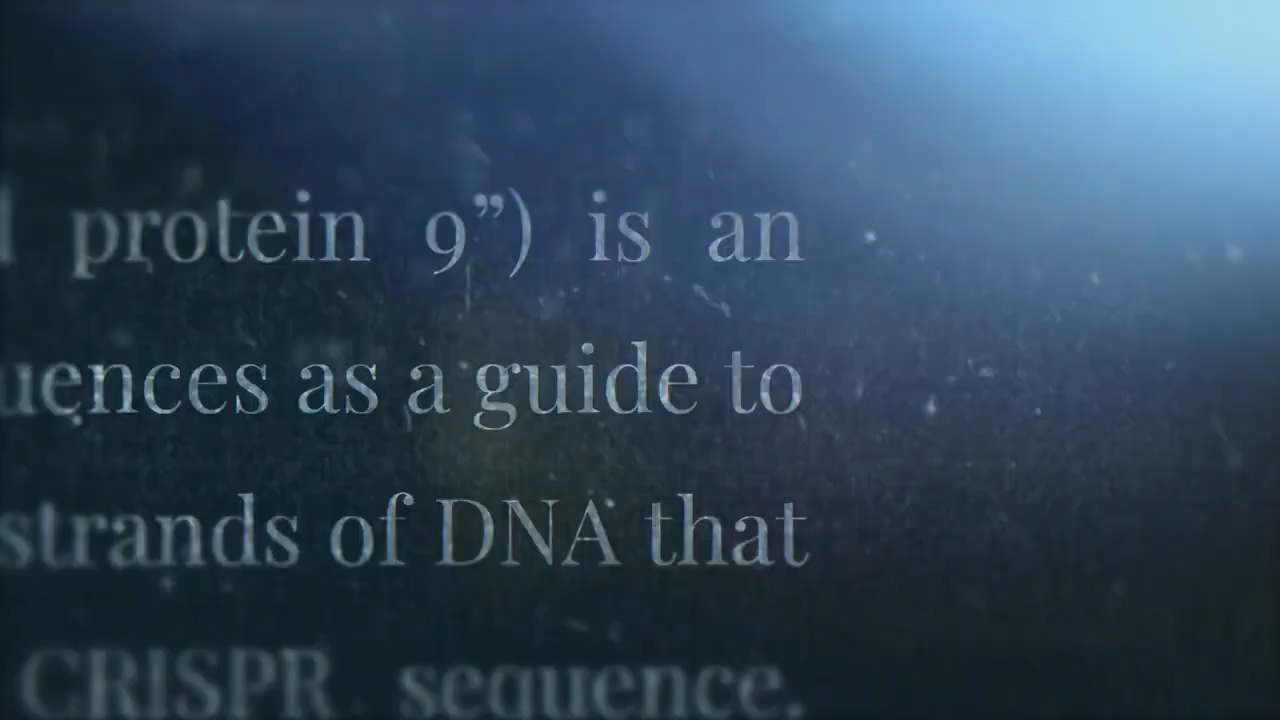 protein 9”) is an
uences as a guide to
strands of DNA that
CRISPR sequence.